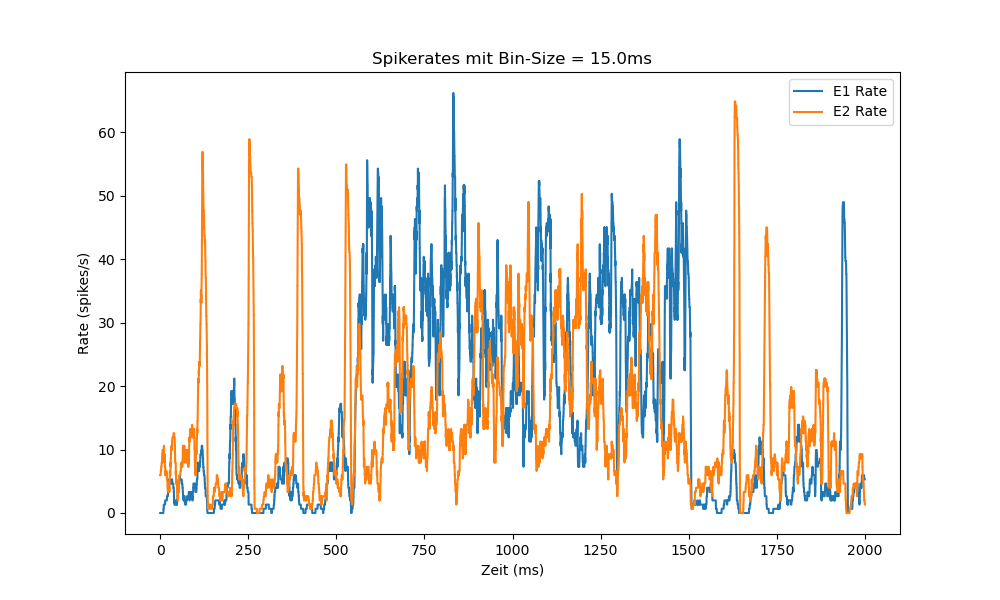 Spikerates mit Bin-Size = 15.0ms
E1 Rate
E2 Rate
Rate (spikes/s)
60
50
40
30
20
10
0
0 250 500 750 1000 1250 1500 1750 2000
Zeit (ms)